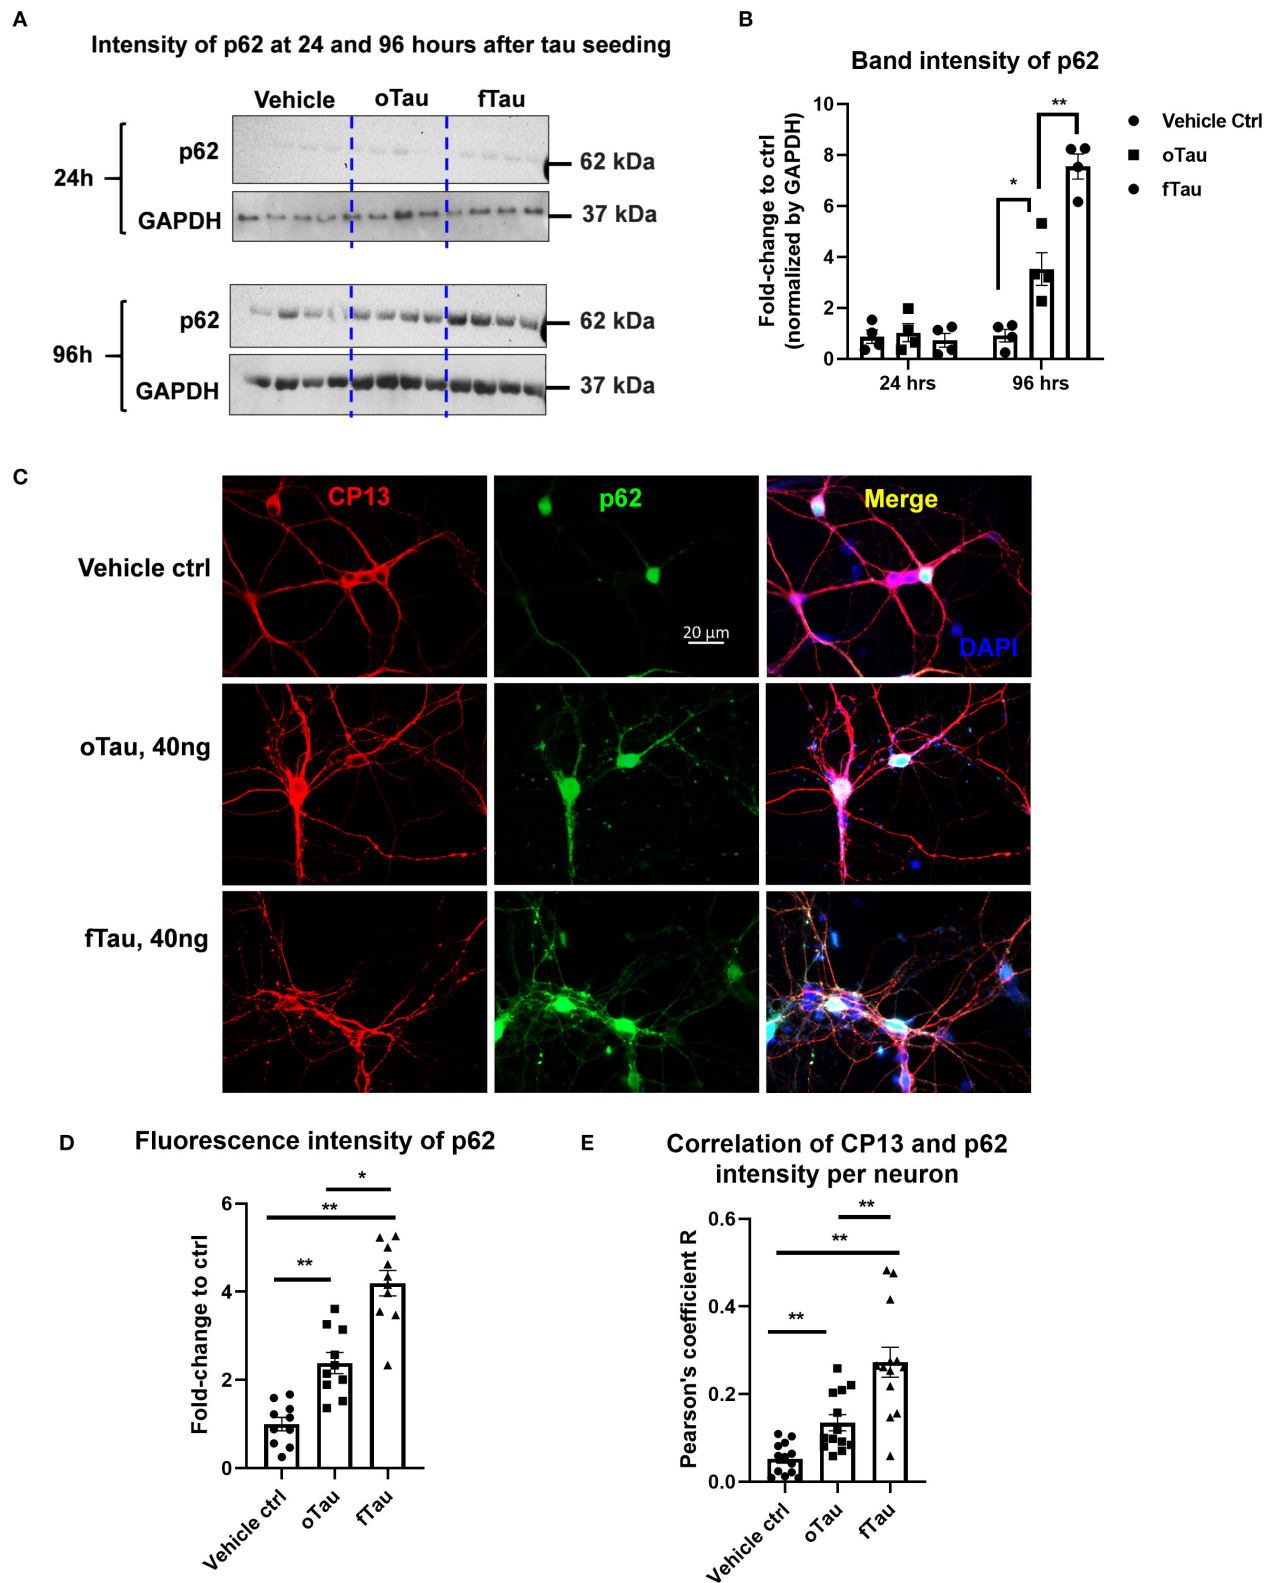 A
Intensity of p62 at 24 and 96 hours after tau seeding
Vehicle oTau fTau
24h
p62
62 kDa
GAPDH
37 kDa
96h
p62
62 kDa
GAPDH
37 kDa
B
Band intensity of p62
Fold-change to ctrl
(normalized by GAPDH)
10
8
6
4
2
0
*
**
24 hrs 96 hrs
Vehicle Ctrl
oTau
fTau
C
CP13 p62 Merge
Vehicle ctrl
20 μm
DAPI
oTau, 40ng
fTau, 40ng
D
Fluorescence intensity of p62
Fold-change to ctrl
6
4
2
0
*
**
**
Vehicle ctrl
oTau
fTau
E
Correlation of CP13 and p62
intensity per neuron
Pearson's coefficient R
0.6
0.4
0.2
0.0
**
**
**
Vehicle ctrl
oTau
fTau